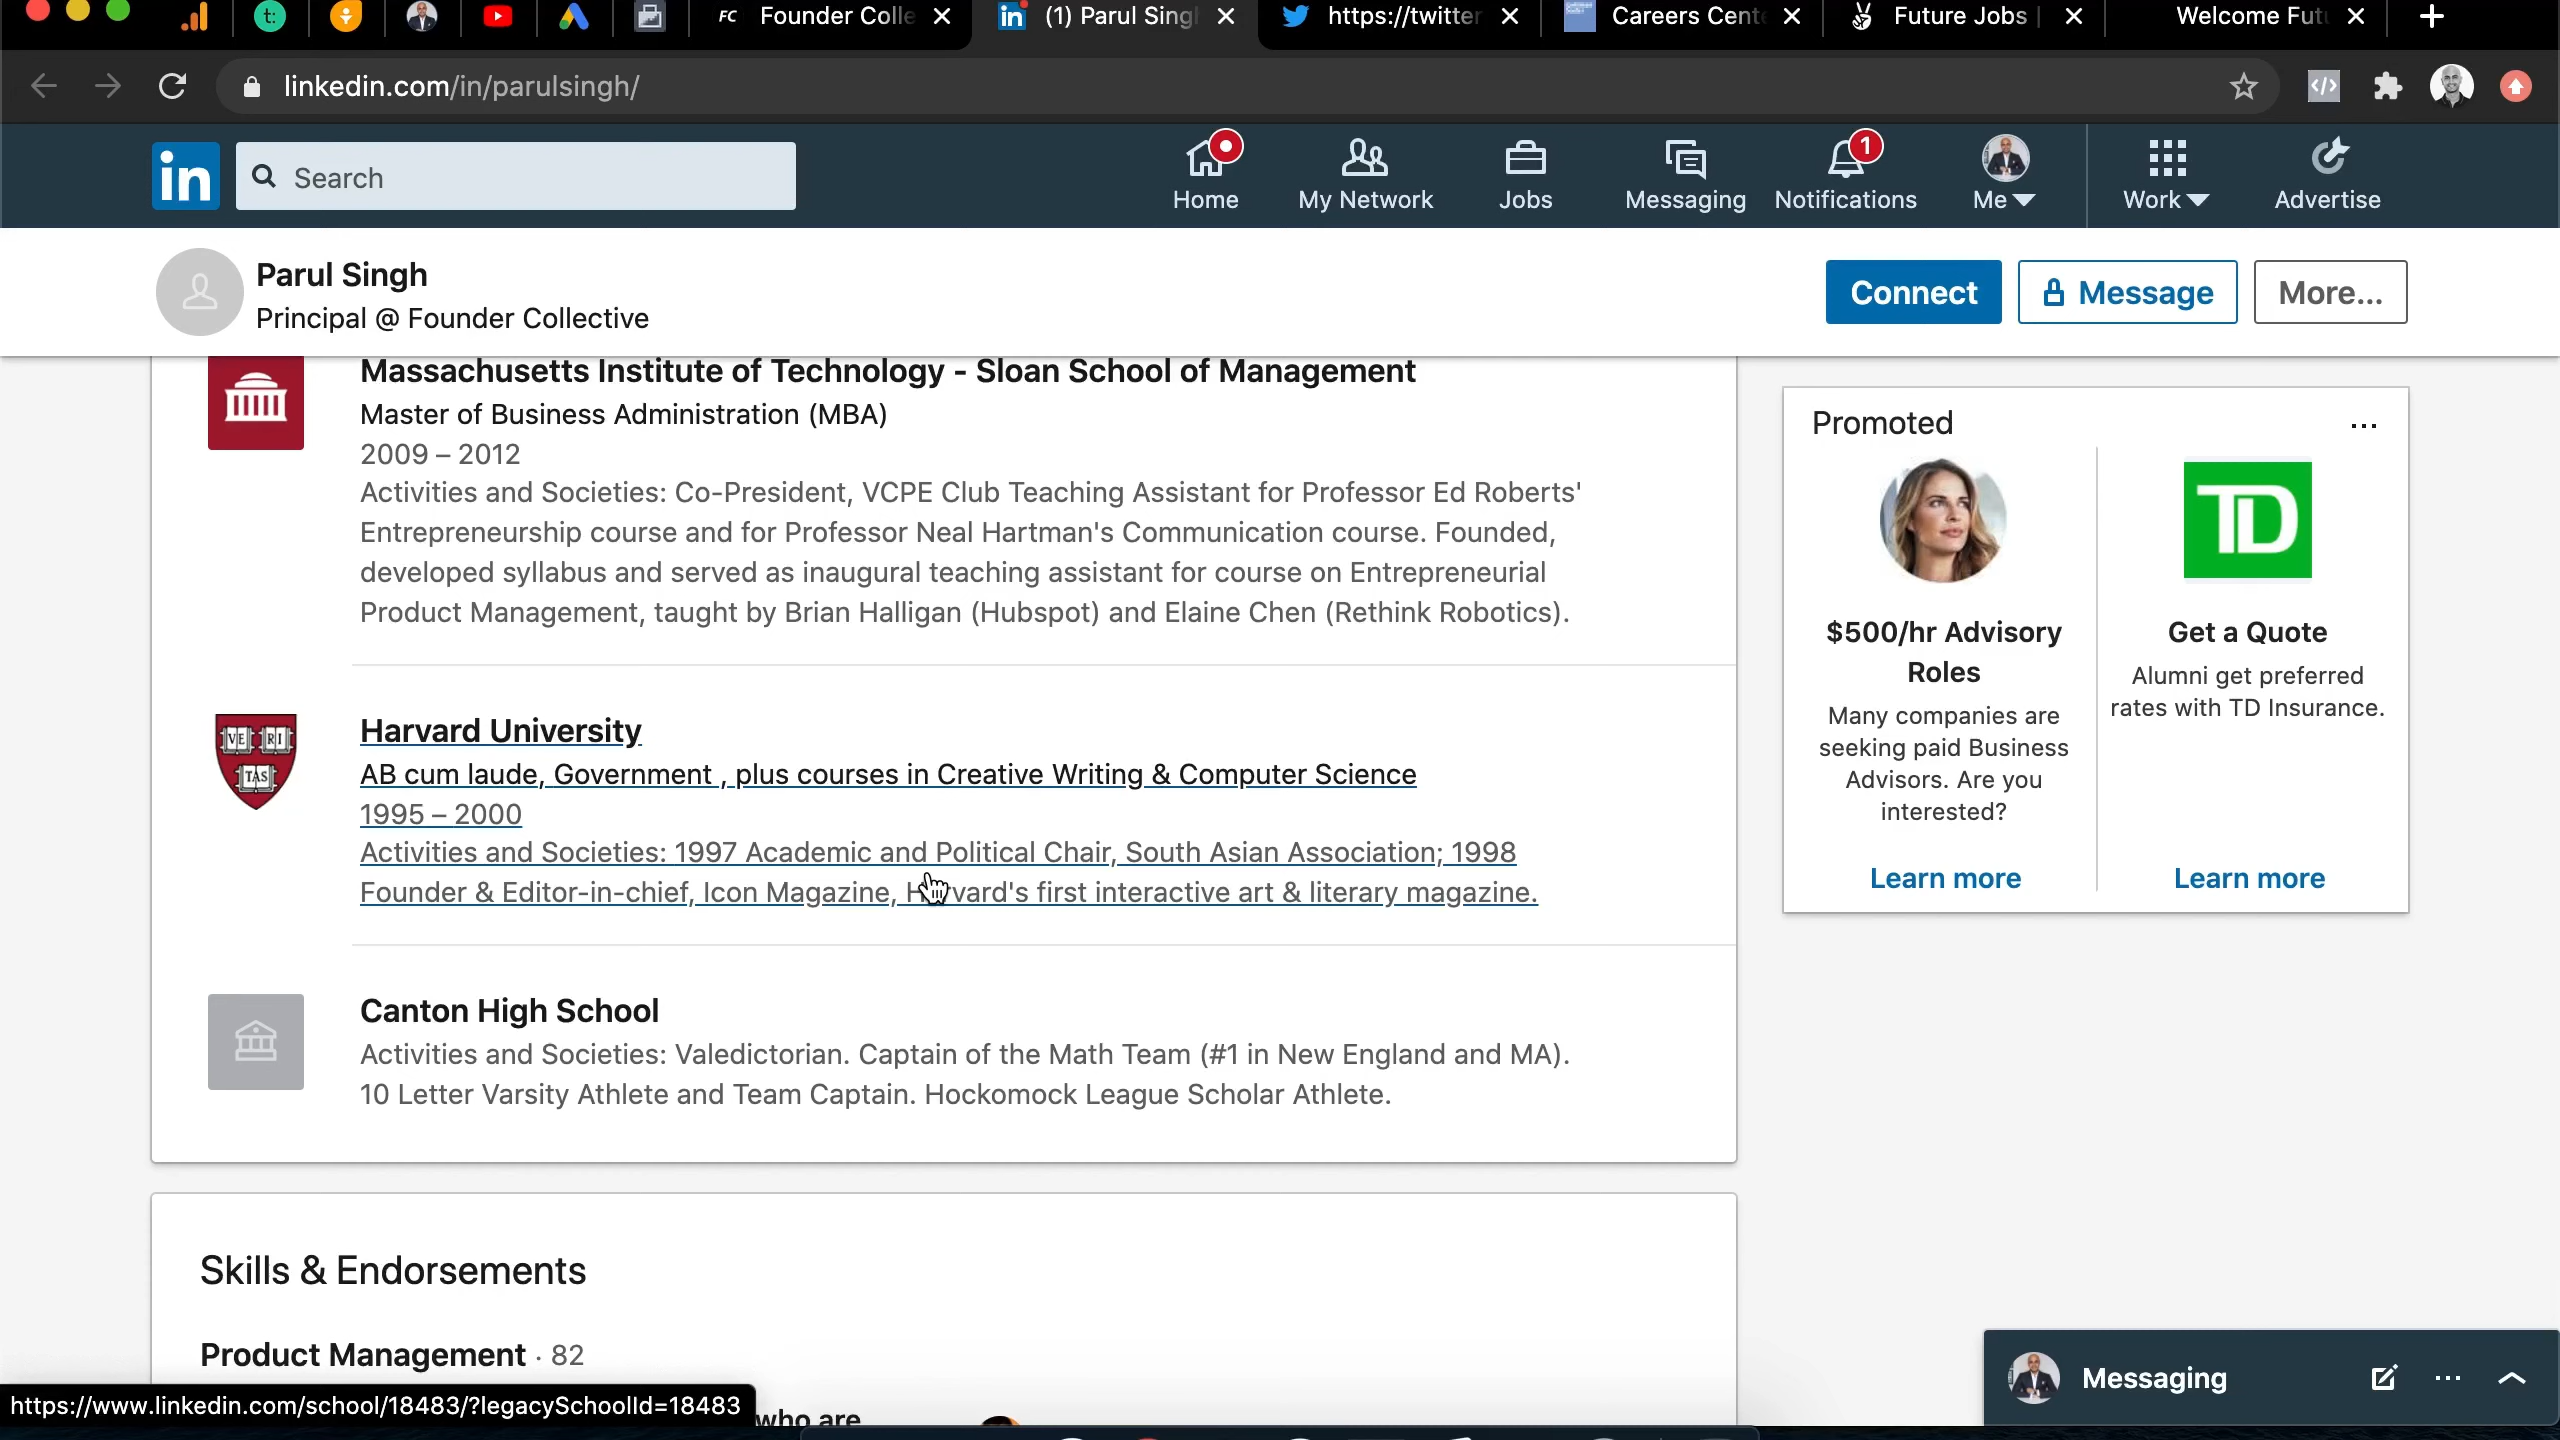 FC Founder Colle
(1) Parul Singl
https://twitter
Careers Cent
Future Jobs |
Welcome Fut
linkedin.com/in/parulsingh/
in
Search
Home
My Network
Jobs
Messaging
1
Notifications
Me
Work
Advertise
Parul Singh
Principal @ Founder Collective
Connect
Message
More...
Massachusetts Institute of Technology - Sloan School of Management
Master of Business Administration (MBA)
2009 – 2012
Activities and Societies: Co-President, VCPE Club Teaching Assistant for Professor Ed Roberts'
Entrepreneurship course and for Professor Neal Hartman's Communication course. Founded,
developed syllabus and served as inaugural teaching assistant for course on Entrepreneurial
Product Management, taught by Brian Halligan (Hubspot) and Elaine Chen (Rethink Robotics).
VE RI
TAS
Harvard University
AB cum laude, Government , plus courses in Creative Writing & Computer Science
1995 – 2000
Activities and Societies: 1997 Academic and Political Chair, South Asian Association; 1998
Founder & Editor-in-chief, Icon Magazine, Harvard's first interactive art & literary magazine.
Canton High School
Activities and Societies: Valedictorian. Captain of the Math Team (#1 in New England and MA).
10 Letter Varsity Athlete and Team Captain. Hockomock League Scholar Athlete.
Skills & Endorsements
Product Management · 82
who are
https://www.linkedin.com/school/18483/?legacySchoolId=18483
Promoted
$500/hr Advisory
Roles
Many companies are
seeking paid Business
Advisors. Are you
interested?
Learn more
TD
Get a Quote
Alumni get preferred
rates with TD Insurance.
Learn more
Messaging